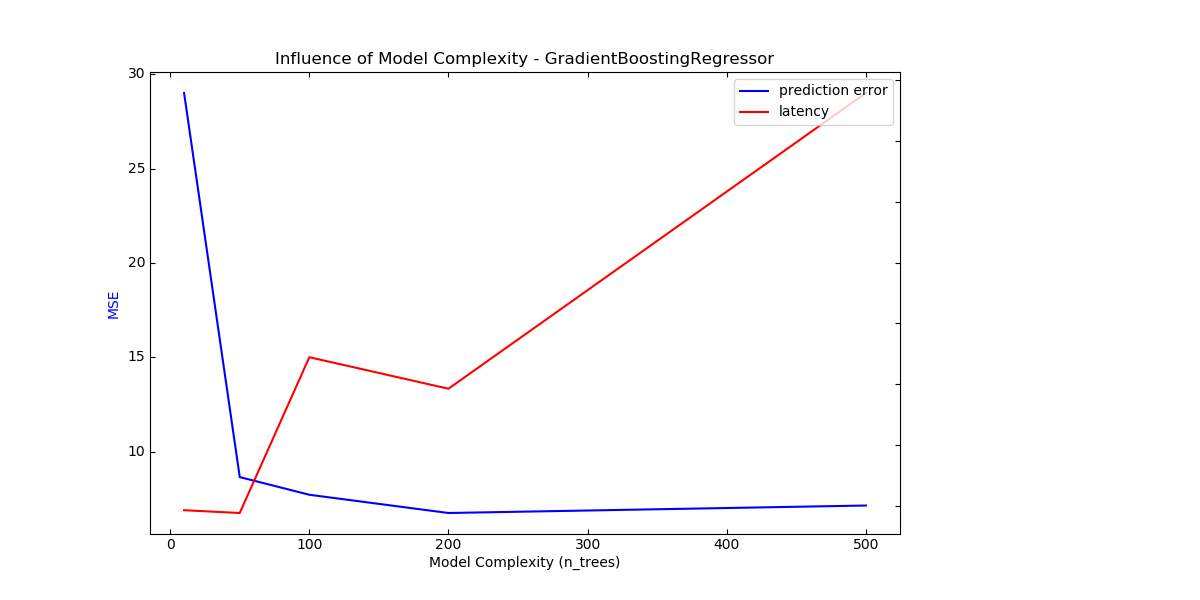 Influence of Model Complexity - GradientBoostingRegressor
prediction error
latency
30
25
20
15
10
MSE
0 100 200 300 400 500
Model Complexity (n_trees)